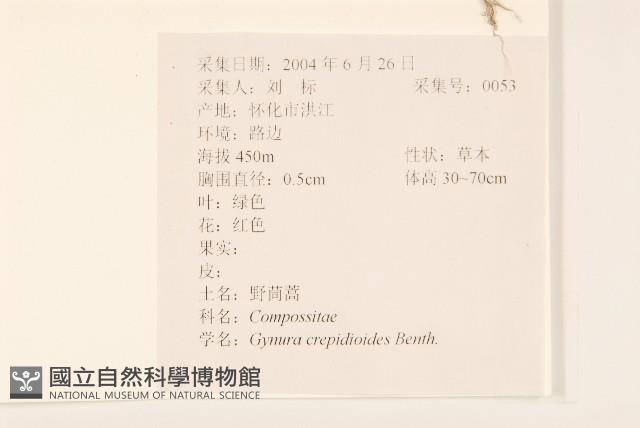 采集日期：2004 年 6 月 26 日
采集人：刘 标 采集号：0053
产地：怀化市洪江
环境：路边
海拔 450m 性状：草本
胸围直径：0.5cm 体高 30~70cm
叶：绿色
花：红色
果实：
皮：
土名：野茼蒿
科名：Compossitae
学名：Gynura crepidioides Benth.
國立自然科學博物館
NATIONAL MUSEUM OF NATURAL SCIENCE